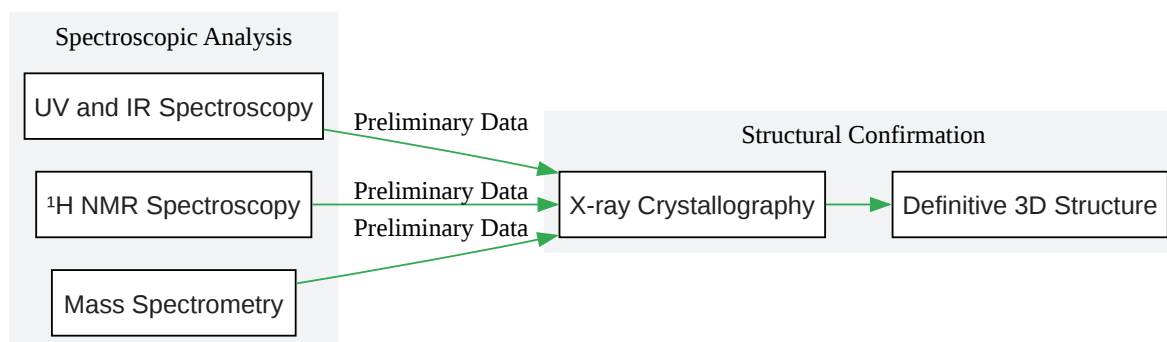 Spectroscopic Analysis
UV and IR Spectroscopy
¹H NMR Spectroscopy
Mass Spectrometry
Preliminary Data
Preliminary Data
Preliminary Data
Structural Confirmation
X-ray Crystallography
Definitive 3D Structure